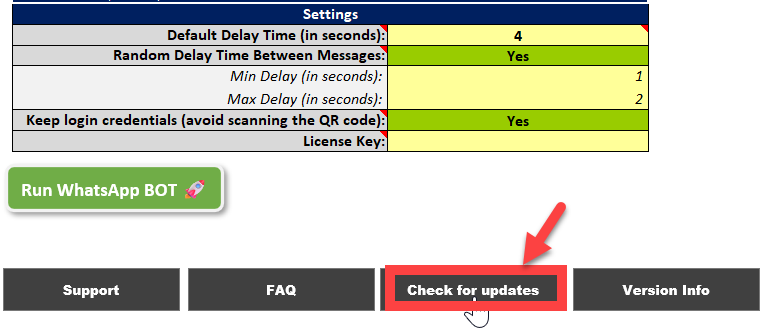 Settings
Default Delay Time (in seconds): 4
Random Delay Time Between Messages: Yes
Min Delay (in seconds): 1
Max Delay (in seconds): 2
Keep login credentials (avoid scanning the QR code): Yes
License Key:
Run WhatsApp BOT 🚀
Support FAQ Check for updates Version Info